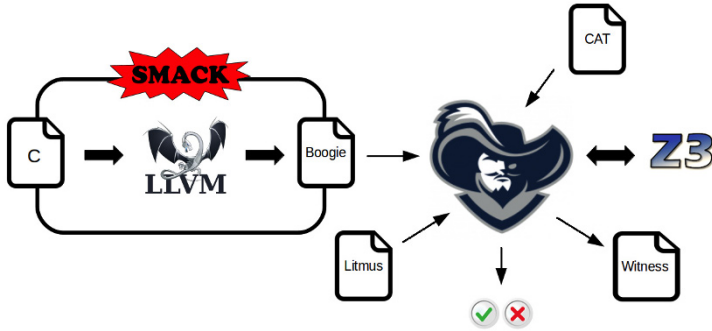 SMACK
CAT
C
LLVM
Boogie
Z3
Litmus
Witness